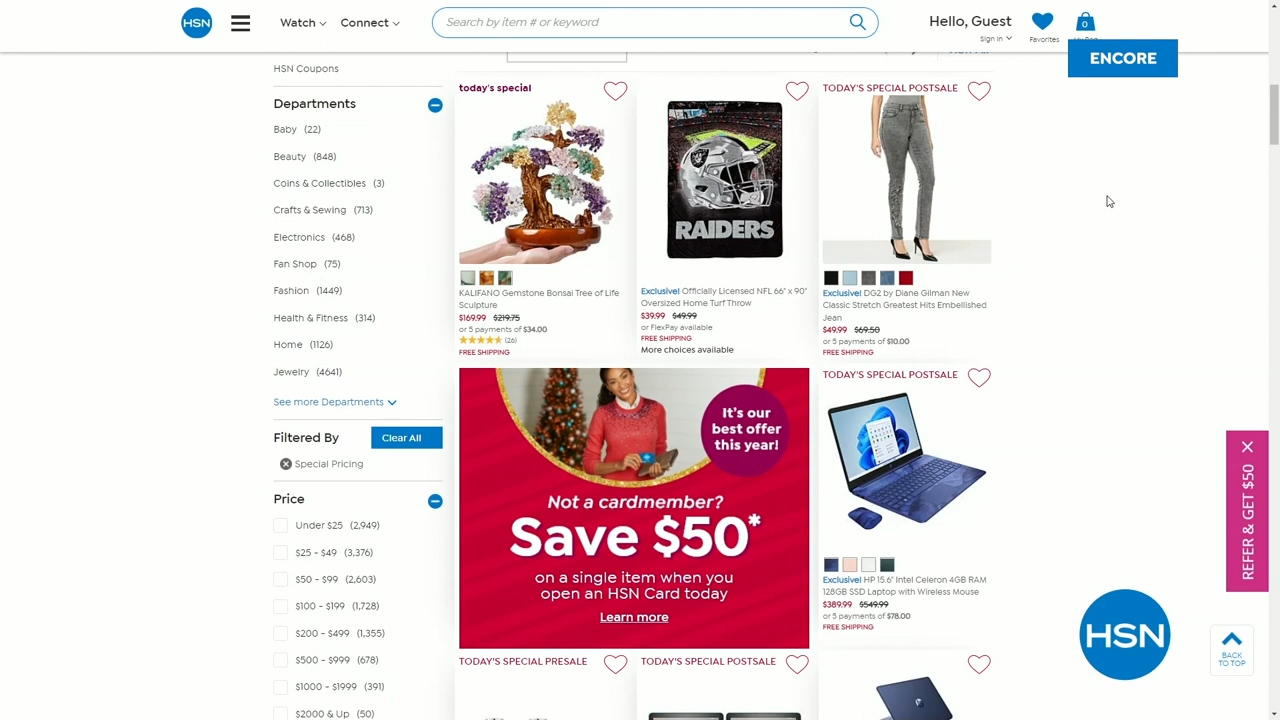 HSN
Watch
Connect
Search by item # or keyword
Hello, Guest
Sign In
Favorites
0
ENCORE
HSN Coupons
Departments
Baby (22)
Beauty (848)
Coins & Collectibles (3)
Crafts & Sewing (713)
Electronics (468)
Fan Shop (75)
Fashion (1449)
Health & Fitness (314)
Home (1126)
Jewelry (4641)
See more Departments
Filtered By
Clear All
Special Pricing
Price
Under $25 (2,949)
$25 - $49 (3,376)
$50 - $99 (2,603)
$100 - $199 (1,728)
$200 - $499 (1,355)
$500 - $999 (678)
$1000 - $1999 (391)
$2000 & Up (50)
today's special
KALIFANO Gemstone Bonsai Tree of Life
Sculpture
$169.99 $219.75
or 5 payments of $34.00
(26)
FREE SHIPPING
RAIDERS
Exclusive! Officially Licensed NFL 66" x 90"
Oversized Home Turf Throw
$39.99 $49.99
or FlexPay available
FREE SHIPPING
More choices available
TODAY'S SPECIAL POSTSALE
Exclusive! DG2 by Diane Gilman New
Classic Stretch Greatest Hits Embellished
Jean
$49.99 $69.50
or 5 payments of $10.00
FREE SHIPPING
It's our
best offer
this year!
Not a cardmember?
Save $50*
on a single item when you
open an HSN Card today
Learn more
TODAY'S SPECIAL POSTSALE
Exclusive! HP 15.6" Intel Celeron 4GB RAM
128GB SSD Laptop with Wireless Mouse
$389.99 $549.99
or 5 payments of $78.00
FREE SHIPPING
TODAY'S SPECIAL PRESALE
TODAY'S SPECIAL POSTSALE
REFER & GET $50
HSN
BACK
TO TOP